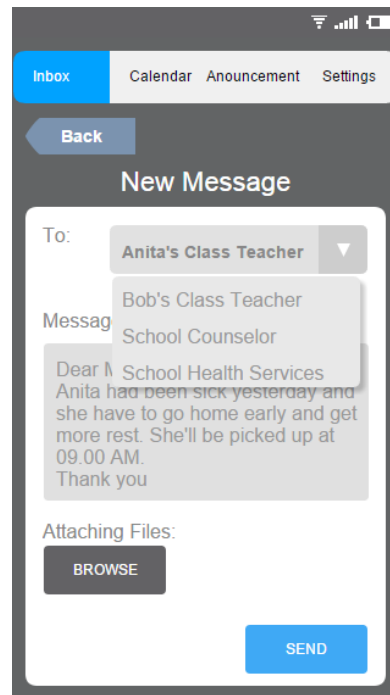 Inbox Calendar Anouncement Settings
Back
New Message
To:
Anita's Class Teacher
Bob's Class Teacher
School Counselor
School Health Services
Dear
Anita had been sick yesterday and
she have to go home early and get
more rest. She'll be picked up at
09.00 AM.
Thank you
Attaching Files:
BROWSE
SEND